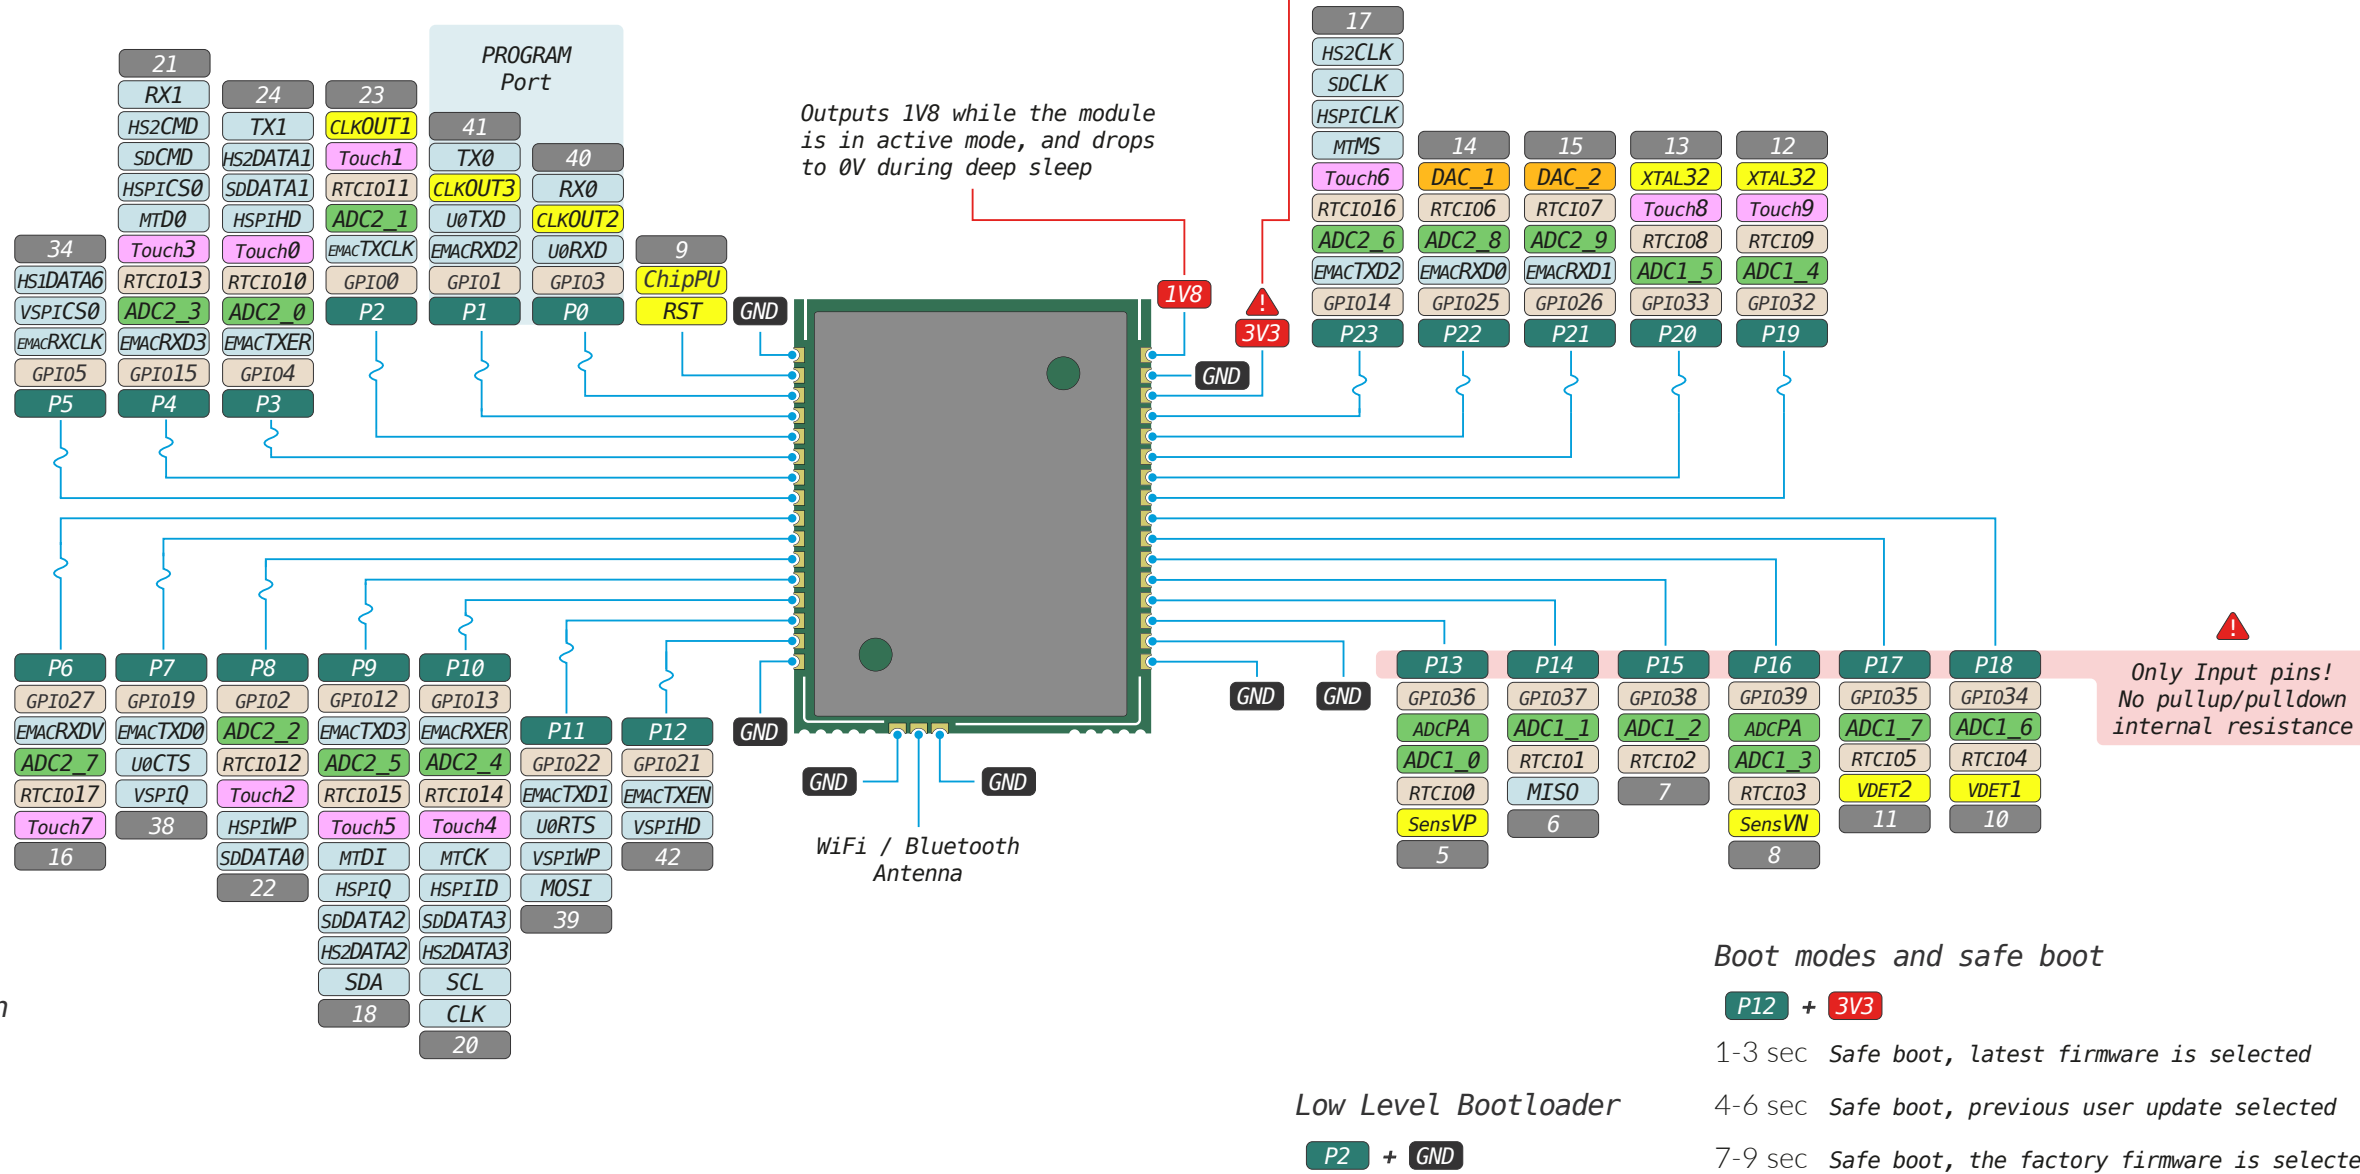 21
RX1
HS2CMD
SDCMD
HSPICS0
MTD0
Touch3
RTCIO13
ADC2_3
EMACRXD3
GPIO15
P4
34
HS1DATA6
VSPICS0
EMACRXCLK
GPIO5
P5
24
TX1
HS2DATA1
SDDATA1
HSPIHD
Touch0
RTCIO10
ADC2_0
EMACTXER
GPIO4
P3
23
CLKOUT1
Touch1
RTCIO11
ADC2_1
EMACTXCLK
GPIO0
P2
PROGRAM
Port
41
TX0
CLKOUT3
U0TXD
EMACRXD2
GPIO1
P1
40
RX0
CLKOUT2
U0RXD
GPIO3
P0
9
ChipPU
RST
GND
Outputs 1V8 while the module
is in active mode, and drops
to 0V during deep sleep
1V8
3V3
GND
17
HS2CLK
SDCLK
HSPICLK
MTMS
Touch6
RTCIO16
ADC2_6
EMACTXD2
GPIO14
P23
14
DAC_1
RTCIO6
ADC2_8
EMACRXD0
GPIO25
P22
15
DAC_2
RTCIO7
ADC2_9
EMACRXD1
GPIO26
P21
13
XTAL32
Touch8
RTCIO8
ADC1_5
GPIO33
P20
12
XTAL32
Touch9
RTCIO9
ADC1_4
GPIO32
P19
P6
GPIO27
EMACRXDV
ADC2_7
RTCIO17
Touch7
16
P7
GPIO19
EMACTXD0
U0CTS
VSPIQ
38
P8
GPIO2
ADC2_2
RTCIO12
Touch2
HSPIWP
SDDATA0
22
P9
GPIO12
EMACTXD3
ADC2_5
RTCIO15
Touch5
MTDI
HSPIQ
SDDATA2
HS2DATA2
SDA
18
P10
GPIO13
EMACRXER
ADC2_4
RTCIO14
Touch4
MTCK
HSPIID
SDDATA3
HS2DATA3
SCL
CLK
20
P11
GPIO22
EMACTXD1
U0RTS
VSPIWP
MOSI
39
P12
GPIO21
EMACTXEN
VSPIHD
42
GND
GND
GND
WiFi / Bluetooth
Antenna
GND
GND
P13
GPIO36
ADCPA
ADC1_0
RTCIO0
SensVP
5
P14
GPIO37
ADC1_1
RTCIO1
MISO
6
P15
GPIO38
ADC1_2
RTCIO2
7
P16
GPIO39
ADCPA
ADC1_3
RTCIO3
SensVN
8
P17
GPIO35
ADC1_7
RTCIO5
VDET2
11
P18
GPIO34
ADC1_6
RTCIO4
VDET1
10
Only Input pins!
No pullup/pulldown
internal resistance
Boot modes and safe boot
P12 + 3V3
1-3 sec Safe boot, latest firmware is selected
4-6 sec Safe boot, previous user update selected
7-9 sec Safe boot, the factory firmware is selecte
Low Level Bootloader
P2 + GND